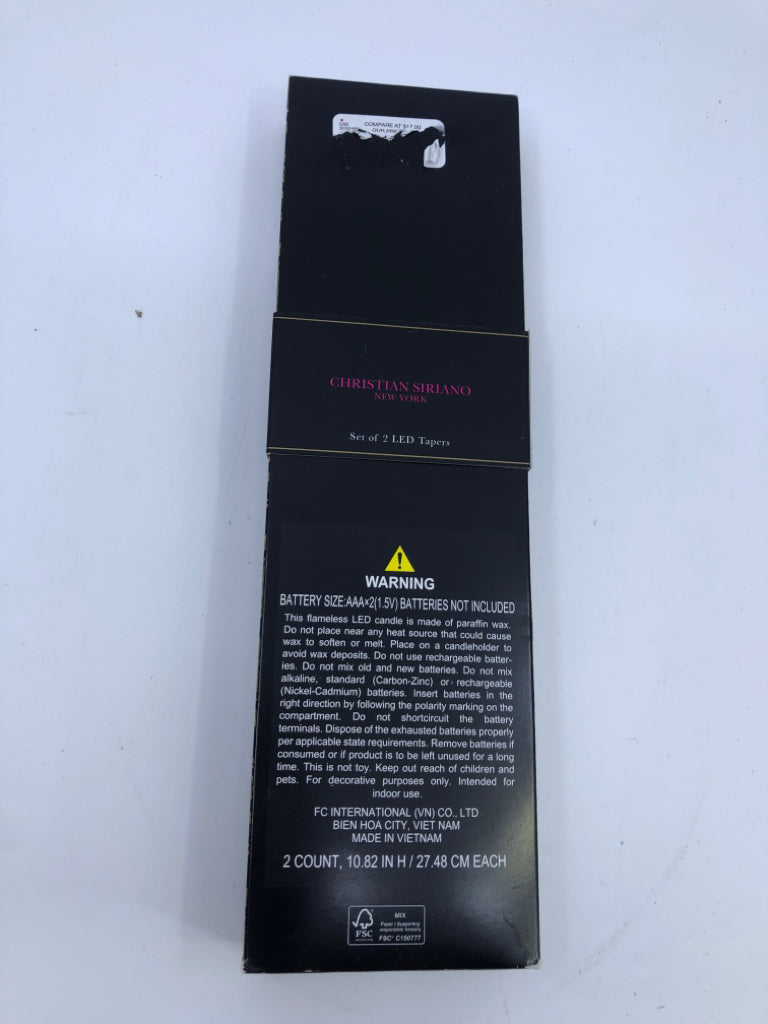 COMPARE AT $17.00
OUR PRI
CHRISTIAN SIRIANO
NEW YORK
Set of 2 LED Tapers
WARNING
BATTERY SIZE:AAA×2(1.5V) BATTERIES NOT INCLUDED
This flameless LED candle is made of paraffin wax.
Do not place near any heat source that could cause
wax to soften or melt. Place on a candleholder to
avoid wax deposits. Do not use rechargeable batter-
ies. Do not mix old and new batteries. Do not mix
alkaline, standard (Carbon-Zinc) or rechargeable
(Nickel-Cadmium) batteries. Insert batteries in the
right direction by following the polarity marking on the
compartment. Do not shortcircuit the battery
terminals. Dispose of the exhausted batteries properly
per applicable state requirements. Remove batteries if
consumed or if product is to be left unused for a long
time. This is not toy. Keep out reach of children and
pets. For decorative purposes only. Intended for
indoor use.
FC INTERNATIONAL (VN) CO., LTD
BIEN HOA CITY, VIET NAM
MADE IN VIETNAM
2 COUNT, 10.82 IN H / 27.48 CM EACH
FSC
MIX
Paper | Supporting
responsible forestry
FSC® C150777